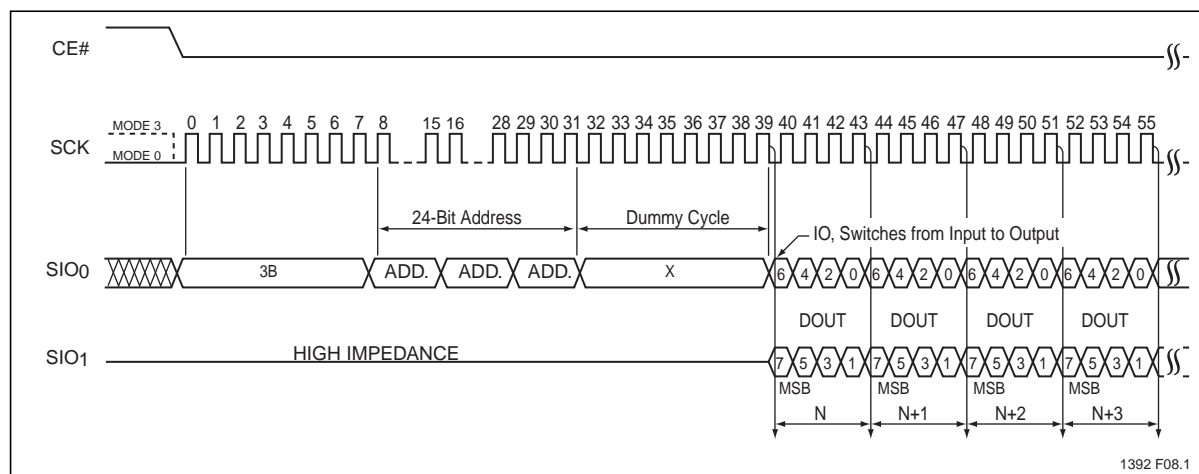 CE#
MODE 3
0 1 2 3 4 5 6 7 8 15 16 28 29 30 31 32 33 34 35 36 37 38 39 40 41 42 43 44 45 46 47 48 49 50 51 52 53 54 55
SCK
MODE 0
24-Bit Address Dummy Cycle
IO, Switches from Input to Output
SIO0 3B ADD. ADD. ADD. X 6 4 2 0 6 4 2 0 6 4 2 0 6 4 2 0
DOUT DOUT DOUT DOUT
SIO1 HIGH IMPEDANCE 7 5 3 1 7 5 3 1 7 5 3 1 7 5 3 1
MSB MSB MSB MSB
N N+1 N+2 N+3
1392 F08.1